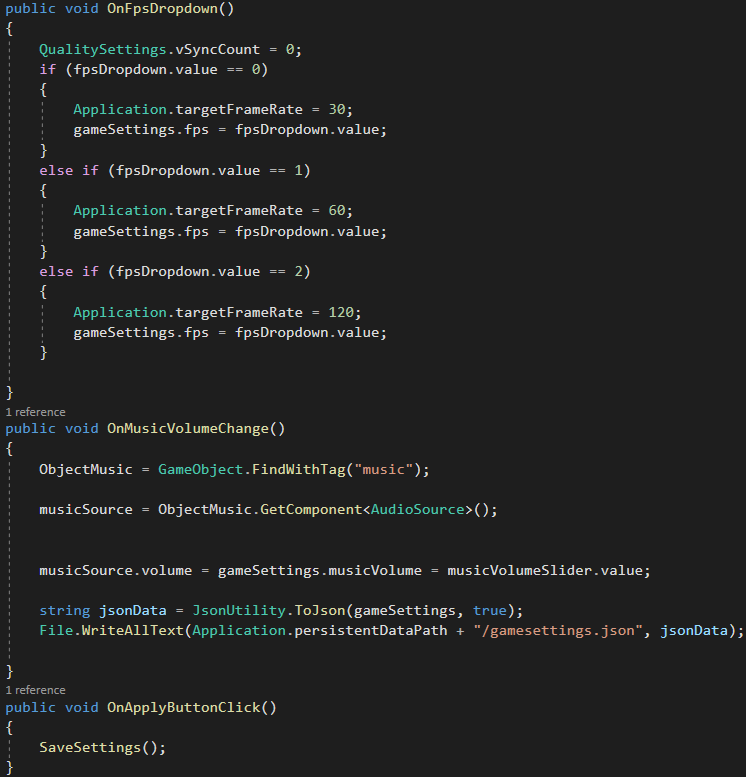 public void OnFpsDropdown()
{
QualitySettings.vSyncCount = 0;
if (fpsDropdown.value == 0)
{
Application.targetFrameRate = 30;
gameSettings.fps = fpsDropdown.value;
}
else if (fpsDropdown.value == 1)
{
Application.targetFrameRate = 60;
gameSettings.fps = fpsDropdown.value;
}
else if (fpsDropdown.value == 2)
{
Application.targetFrameRate = 120;
gameSettings.fps = fpsDropdown.value;
}
}
1 reference
public void OnMusicVolumeChange()
{
ObjectMusic = GameObject.FindWithTag("music");
musicSource = ObjectMusic.GetComponent<AudioSource>();
musicSource.volume = gameSettings.musicVolume = musicVolumeSlider.value;
string jsonData = JsonUtility.ToJson(gameSettings, true);
File.WriteAllText(Application.persistentDataPath + "/gamesettings.json", jsonData);
}
1 reference
public void OnApplyButtonClick()
{
SaveSettings();
}